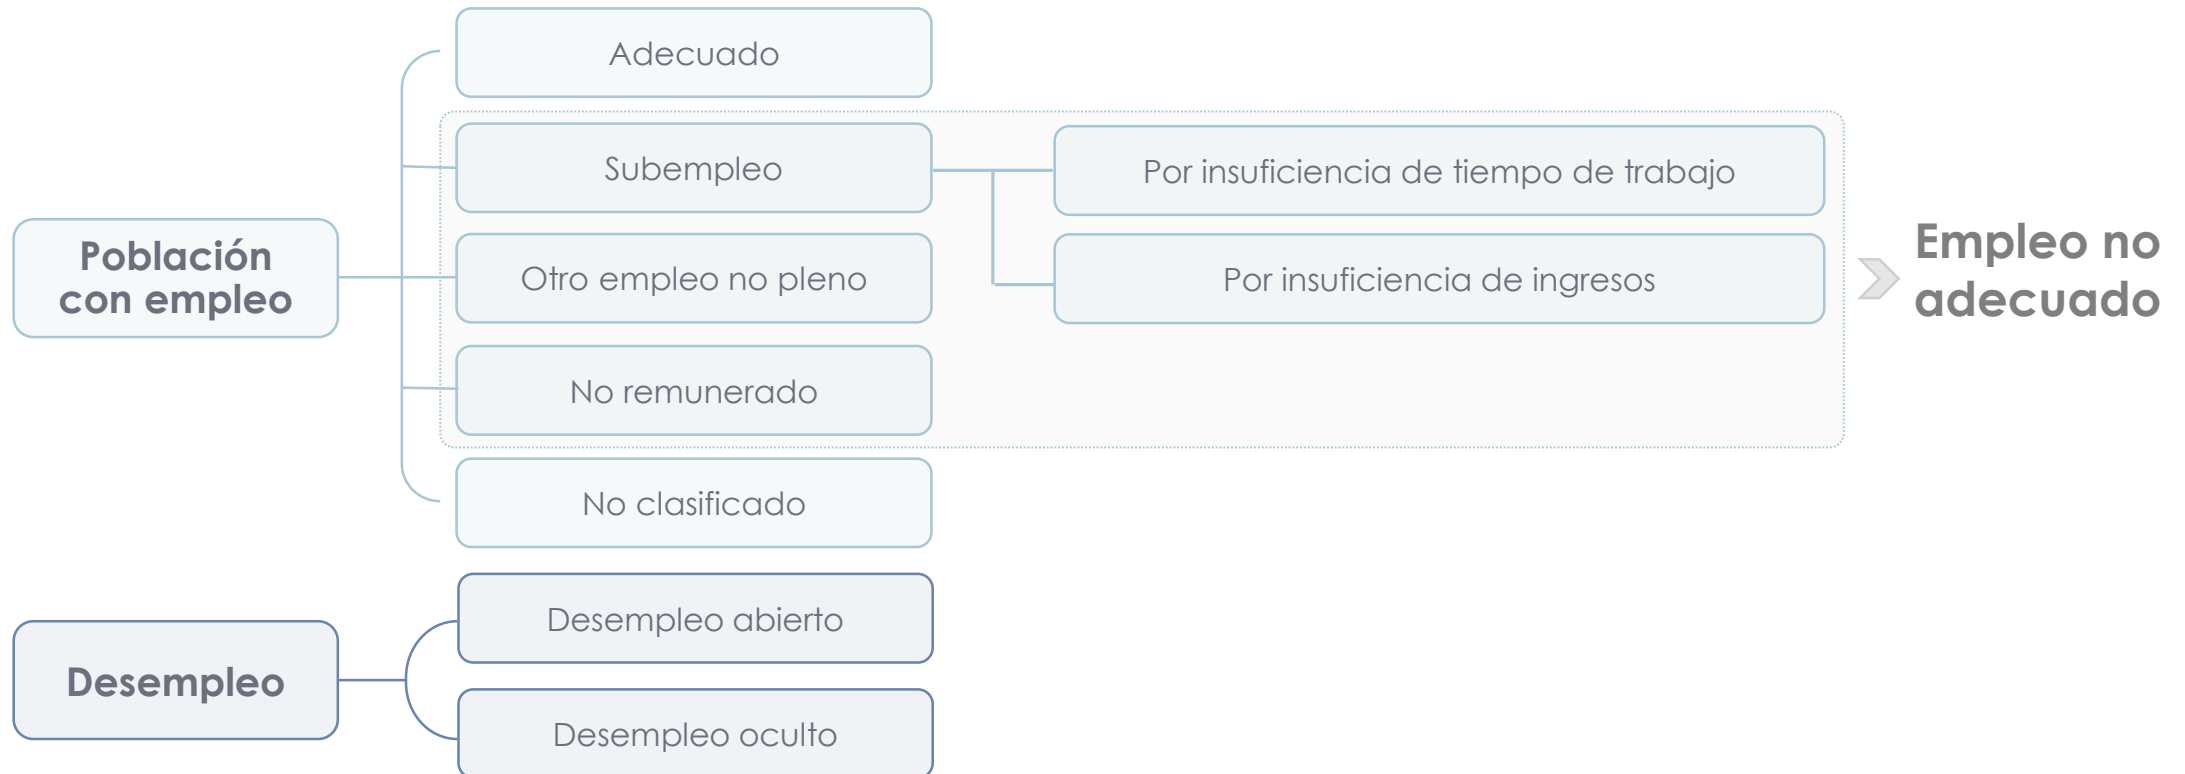 Adecuado
Subempleo
Por insuficiencia de tiempo de trabajo
Población
con empleo
Otro empleo no pleno
Por insuficiencia de ingresos
Empleo no
adecuado
No remunerado
No clasificado
Desempleo
Desempleo abierto
Desempleo oculto